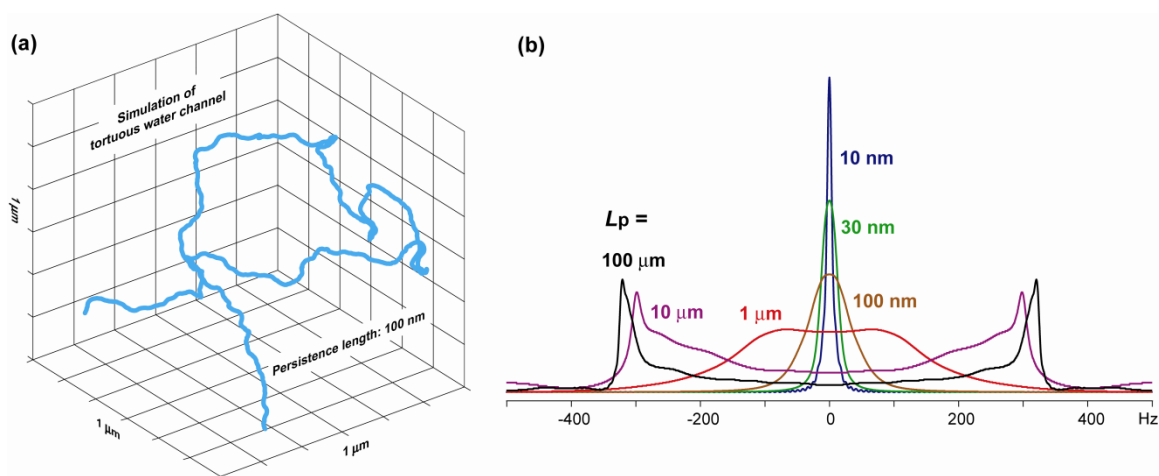 (a)
Simulation of
tortuous water channel
1 μm
Persistence length: 100 nm
1 μm
1 μm
(b)
10 nm
Lp =
30 nm
100 μm
10 μm
1 μm
100 nm
-400
-200
0
200
400
Hz